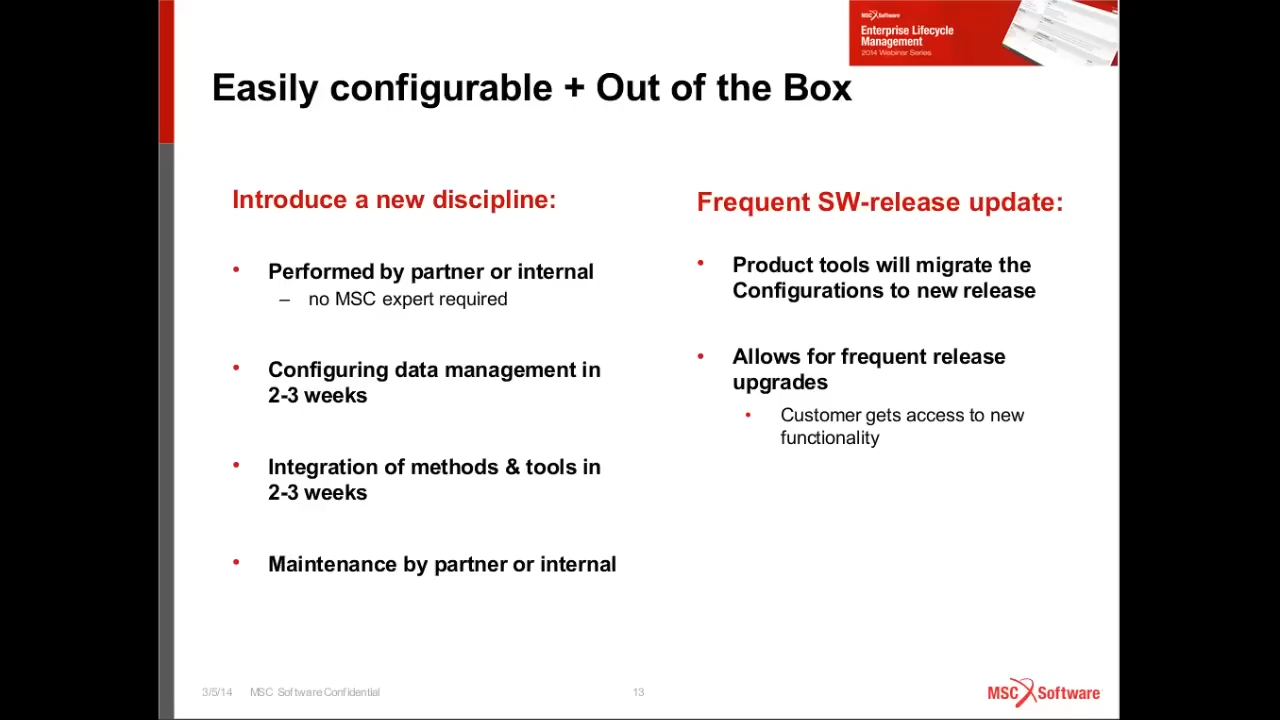 MSC Software
Enterprise Lifecycle
Management
2014 Webinar Series
Easily configurable + Out of the Box
Introduce a new discipline:
• Performed by partner or internal
– no MSC expert required
• Configuring data management in
2-3 weeks
• Integration of methods & tools in
2-3 weeks
• Maintenance by partner or internal
Frequent SW-release update:
• Product tools will migrate the
Configurations to new release
• Allows for frequent release
upgrades
• Customer gets access to new
functionality
3/5/14 MSC Software Confidential
13
MSC Software